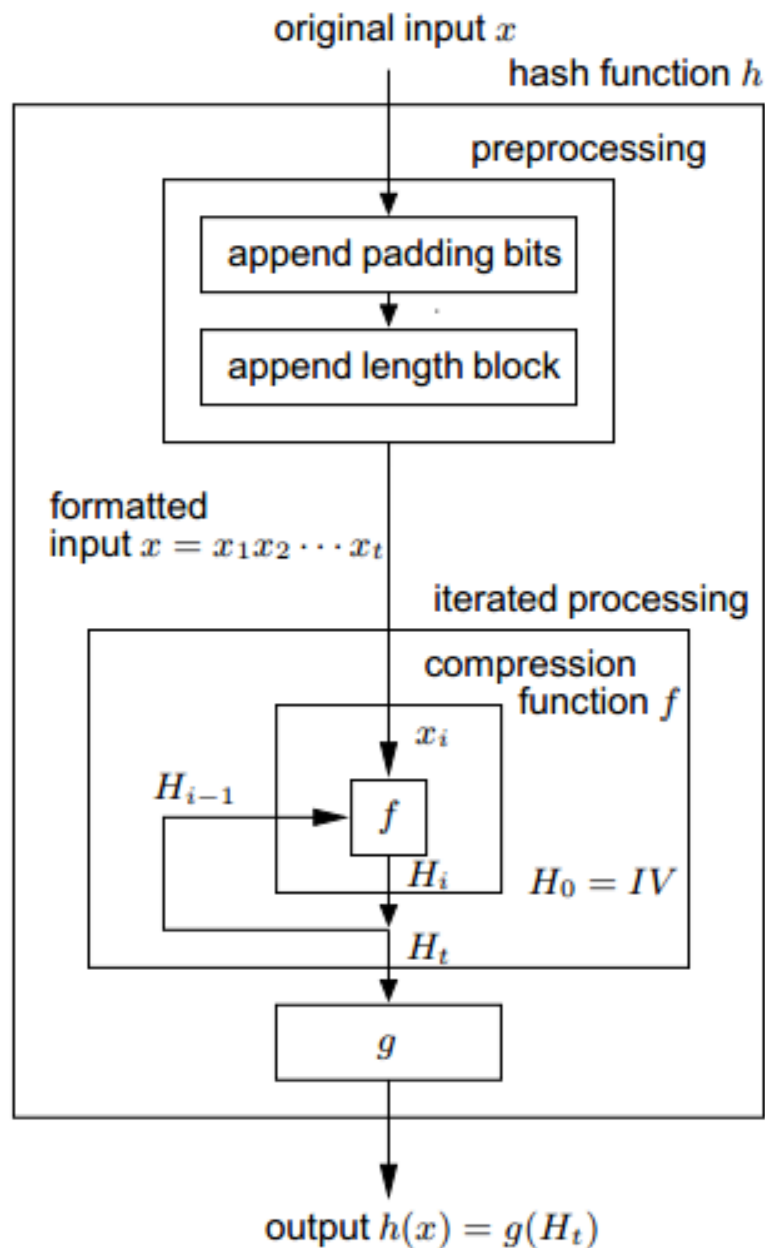 original input x
hash function h
preprocessing
append padding bits
append length block
formatted
input x = x₁x₂ ⋯ xₜ
iterated processing
compression
function f
xᵢ
Hᵢ₋₁
f
Hᵢ
H₀ = IV
Hₜ
g
output h(x) = g(Hₜ)